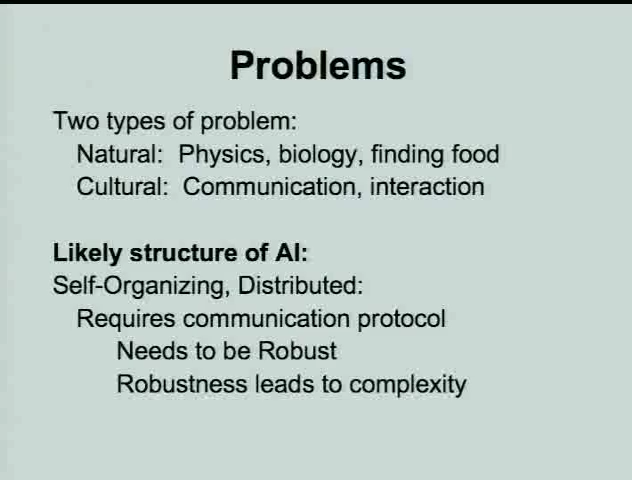 Problems
Two types of problem:
Natural: Physics, biology, finding food
Cultural: Communication, interaction
Likely structure of AI:
Self-Organizing, Distributed:
Requires communication protocol
Needs to be Robust
Robustness leads to complexity